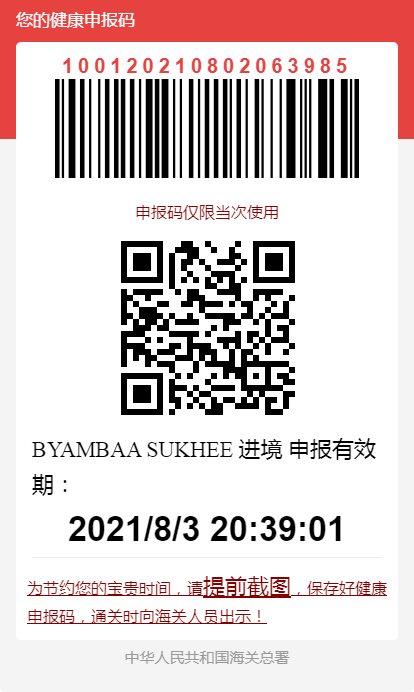 您的健康申报码
100120210802063985
申报码仅限当次使用
BYAMBAA SUKHEE 进境 申报有效
期：
2021/8/3 20:39:01
为节约您的宝贵时间，请提前截图，保存好健康
申报码，通关时向海关人员出示！
中华人民共和国海关总署